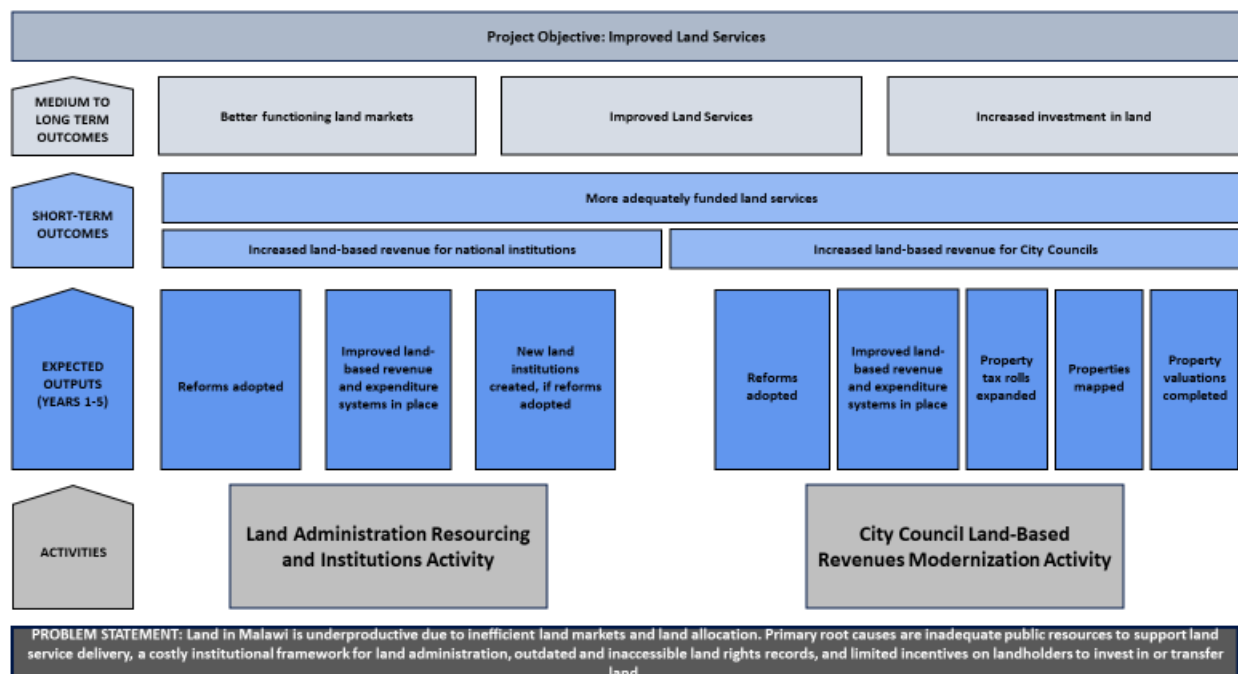 Project Objective: Improved Land Services
MEDIUM TO
LONG TERM
OUTCOMES
Better functioning land markets
Improved Land Services
Increased investment in land
SHORT-TERM
OUTCOMES
More adequately funded land services
Increased land-based revenue for national institutions
Increased land-based revenue for City Councils
EXPECTED
OUTPUTS
(YEARS 1-5)
Reforms adopted
Improved land-
based revenue
and expenditure
systems in place
New land
institutions
created, if reforms
adopted
Reforms
adopted
Improved land-
based revenue
and expenditure
systems in place
Property
tax rolls
expanded
Properties
mapped
Property
valuations
completed
ACTIVITIES
Land Administration Resourcing
and Institutions Activity
City Council Land-Based
Revenues Modernization Activity
PROBLEM STATEMENT: Land in Malawi is underproductive due to inefficient land markets and land allocation. Primary root causes are inadequate public resources to support land
service delivery, a costly institutional framework for land administration, outdated and inaccessible land rights records, and limited incentives on landholders to invest in or transfer
land